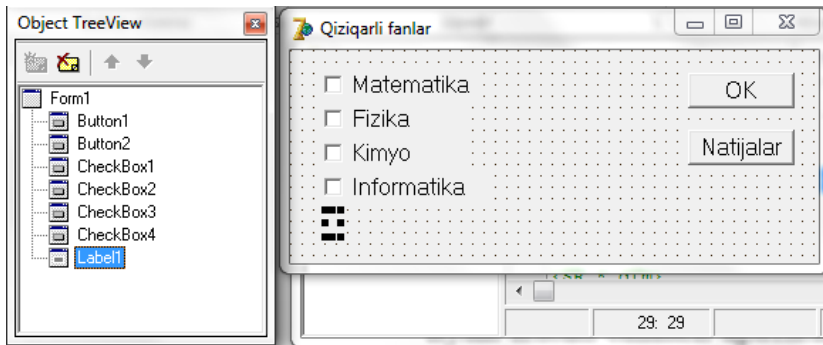 Object TreeView
Form1
Button1
Button2
CheckBox1
CheckBox2
CheckBox3
CheckBox4
Label1
Qiziqarli fanlar
Matematika
Fizika
Kimyo
Informatika
OK
Natijalar
29: 29